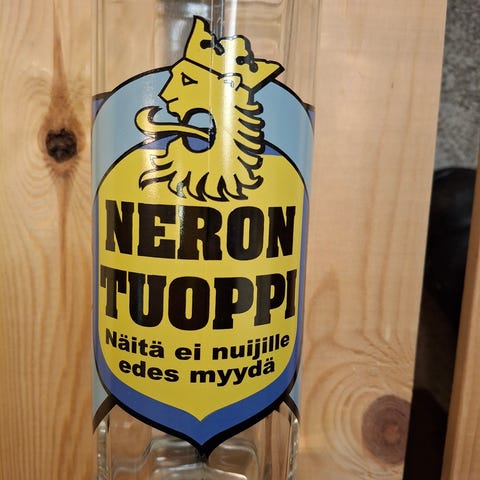 NERON
TUOPPI
Näitä ei nuijille
edes myydä